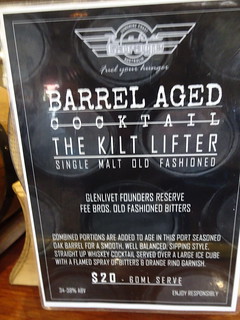 Garage
Fuel your hunger
BARREL AGED
COCKTAIL
THE KILT LIFTER
SINGLE MALT OLD FASHIONED
GLENLIVET FOUNDERS RESERVE
FEE BROS. OLD FASHIONED BITTERS
COMBINED PORTIONS ARE ADDED TO AGE IN THIS PORT SEASONED
OAK BARREL FOR A SMOOTH, WELL BALANCED, SIPPING STYLE,
STRAIGHT UP WHISKEY COCKTAIL SERVED OVER A LARGE ICE CUBE
WITH A FLAMED SPRAY OF BITTERS & ORANGE RING GARNISH.
$20 - 60ML SERVE
ABV
ENJOY RESPONSIBLY